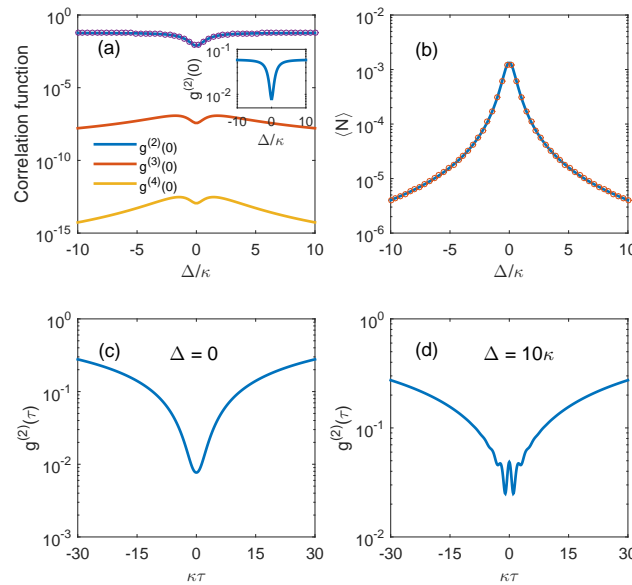 (a)
Correlation function
10^0
10^-5
10^-10
10^-15
g^(2)(0)
g^(3)(0)
g^(4)(0)
-10 -5 0 5 10
Δ/κ
g^(2)(0)
10^-1
10^-2
-10 0 10
Δ/κ
(b)
⟨N⟩
10^-2
10^-3
10^-4
10^-5
10^-6
-10 -5 0 5 10
Δ/κ
(c) Δ = 0
g^(2)(τ)
10^0
10^-1
10^-2
10^-3
-30 -15 0 15 30
κτ
(d) Δ = 10κ
g^(2)(τ)
10^0
10^-1
10^-2
-30 -15 0 15 30
κτ